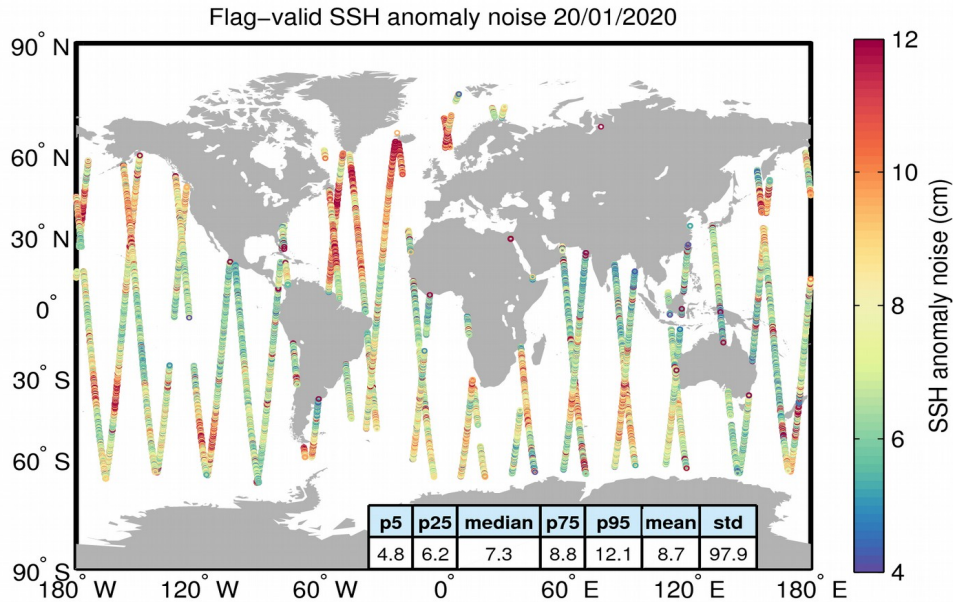 Flag−valid SSH anomaly noise 20/01/2020
90° N
60° N
30° N
0°
30° S
60° S
90° S
180° W
120° W
60° W
0°
60° E
120° E
180° E
p5 p25 median p75 p95 mean std
4.8 6.2 7.3 8.8 12.1 8.7 97.9
12
10
8
6
4
SSH anomaly noise (cm)